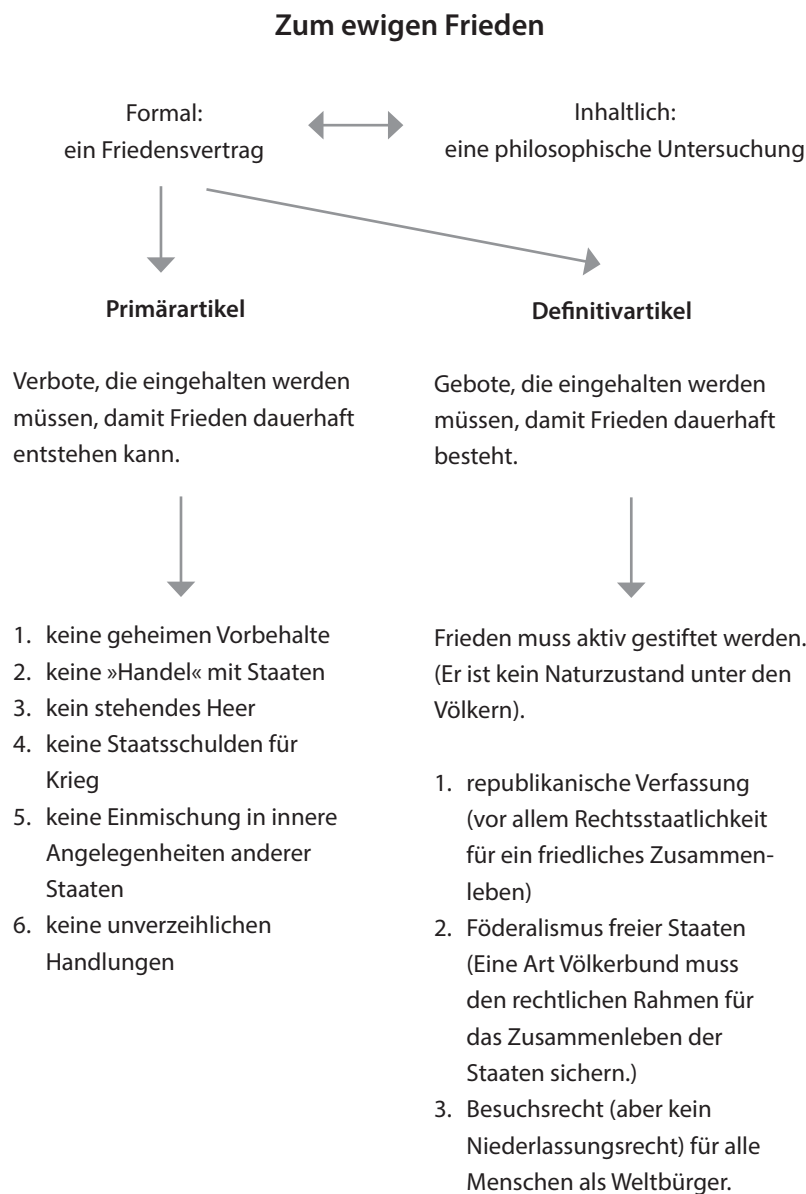 Zum ewigen Frieden
Formal:
ein Friedensvertrag
Inhaltlich:
eine philosophische Untersuchung
Primärartikel
Verbote, die eingehalten werden
müssen, damit Frieden dauerhaft
entstehen kann.
1. keine geheimen Vorbehalte
2. keine »Handel« mit Staaten
3. kein stehendes Heer
4. keine Staatsschulden für
Krieg
5. keine Einmischung in innere
Angelegenheiten anderer
Staaten
6. keine unverzeihlichen
Handlungen
Definitivartikel
Gebote, die eingehalten werden
müssen, damit Frieden dauerhaft
besteht.
Frieden muss aktiv gestiftet werden.
(Er ist kein Naturzustand unter den
Völkern).
1. republikanische Verfassung
(vor allem Rechtsstaatlichkeit
für ein friedliches Zusammen-
leben)
2. Föderalismus freier Staaten
(Eine Art Völkerbund muss
den rechtlichen Rahmen für
das Zusammenleben der
Staaten sichern.)
3. Besuchsrecht (aber kein
Niederlassungsrecht) für alle
Menschen als Weltbürger.